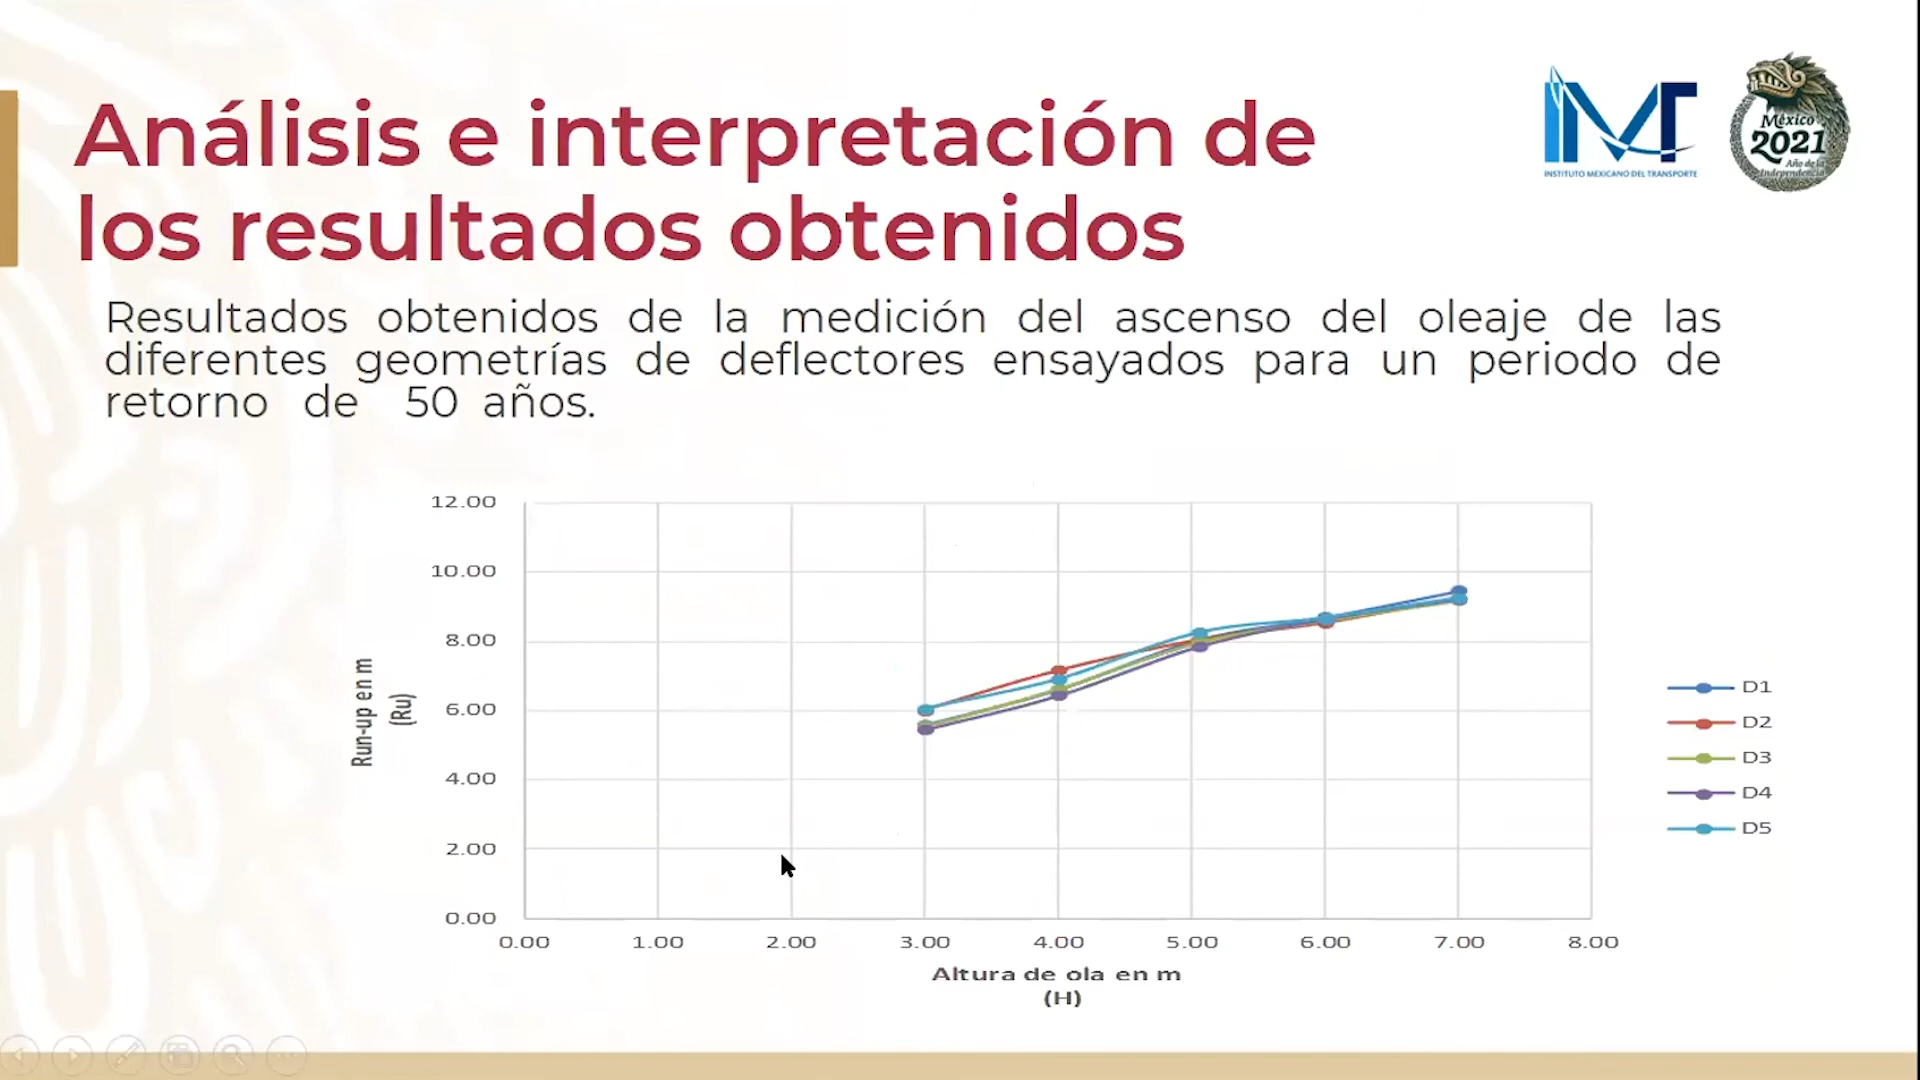 Análisis e interpretación de
los resultados obtenidos
INSTITUTO MEXICANO DEL TRANSPORTE
México
2021
Año de la
Independencia
Resultados obtenidos de la medición del ascenso del oleaje de las
diferentes geometrías de deflectores ensayados para un periodo de
retorno de 50 años.
12.00
10.00
8.00
6.00
4.00
2.00
0.00
Run-up en m
(Ru)
0.00 1.00 2.00 3.00 4.00 5.00 6.00 7.00 8.00
Altura de ola en m
(H)
D1
D2
D3
D4
D5